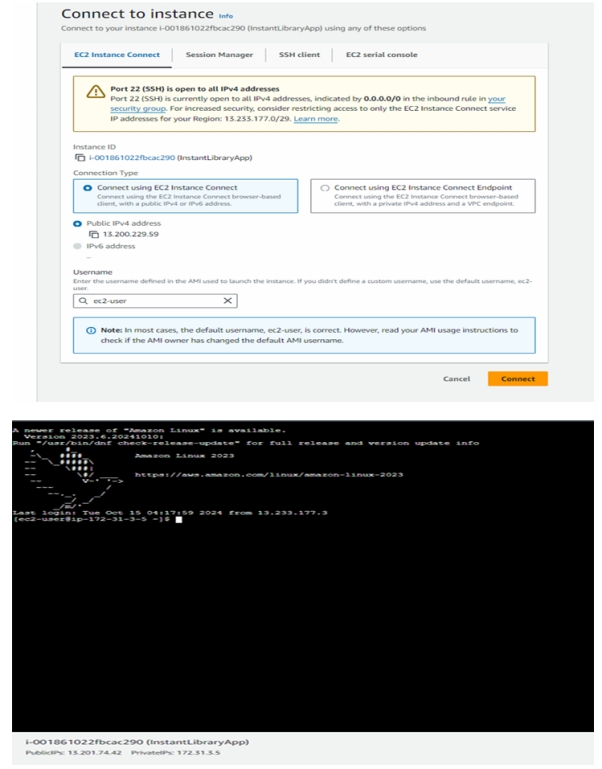 Connect to instance Info
Connect to your instance i-001861022fbcac290 (InstantLibraryApp) using any of these options
EC2 Instance Connect
Session Manager
SSH client
EC2 serial console
Port 22 (SSH) is open to all IPv4 addresses
Port 22 (SSH) is currently open to all IPv4 addresses, indicated by 0.0.0.0/0 in the inbound rule in your
security group. For increased security, consider restricting access to only the EC2 Instance Connect service
IP addresses for your Region: 13.233.177.0/29. Learn more.
Instance ID
i-001861022fbcac290 (InstantLibraryApp)
Connection Type
Connect using EC2 Instance Connect
Connect using the EC2 Instance Connect browser-based
client, with a public IPv4 or IPv6 address.
Connect using EC2 Instance Connect Endpoint
Connect using the EC2 Instance Connect browser-based
client, with a private IPv4 address and a VPC endpoint.
Public IPv4 address
13.200.229.59
IPv6 address
–
Username
Enter the username defined in the AMI used to launch the instance. If you didn't define a custom username, use the default username, ec2-
user.
ec2-user
Note: In most cases, the default username, ec2-user, is correct. However, read your AMI usage instructions to
check if the AMI owner has changed the default AMI username.
Cancel
Connect
A newer release of "Amazon Linux" is available.
Version 2023.6.20241010:
Run "/usr/bin/dnf check-release-update" for full release and version update info
Amazon Linux 2023
https://aws.amazon.com/linux/amazon-linux-2023
Last login: Tue Oct 15 04:17:59 2024 from 13.233.177.3
[ec2-user@ip-172-31-3-5 ~]$
i-001861022fbcac290 (InstantLibraryApp)
PublicIPs: 13.201.74.42 PrivateIPs: 172.31.3.5